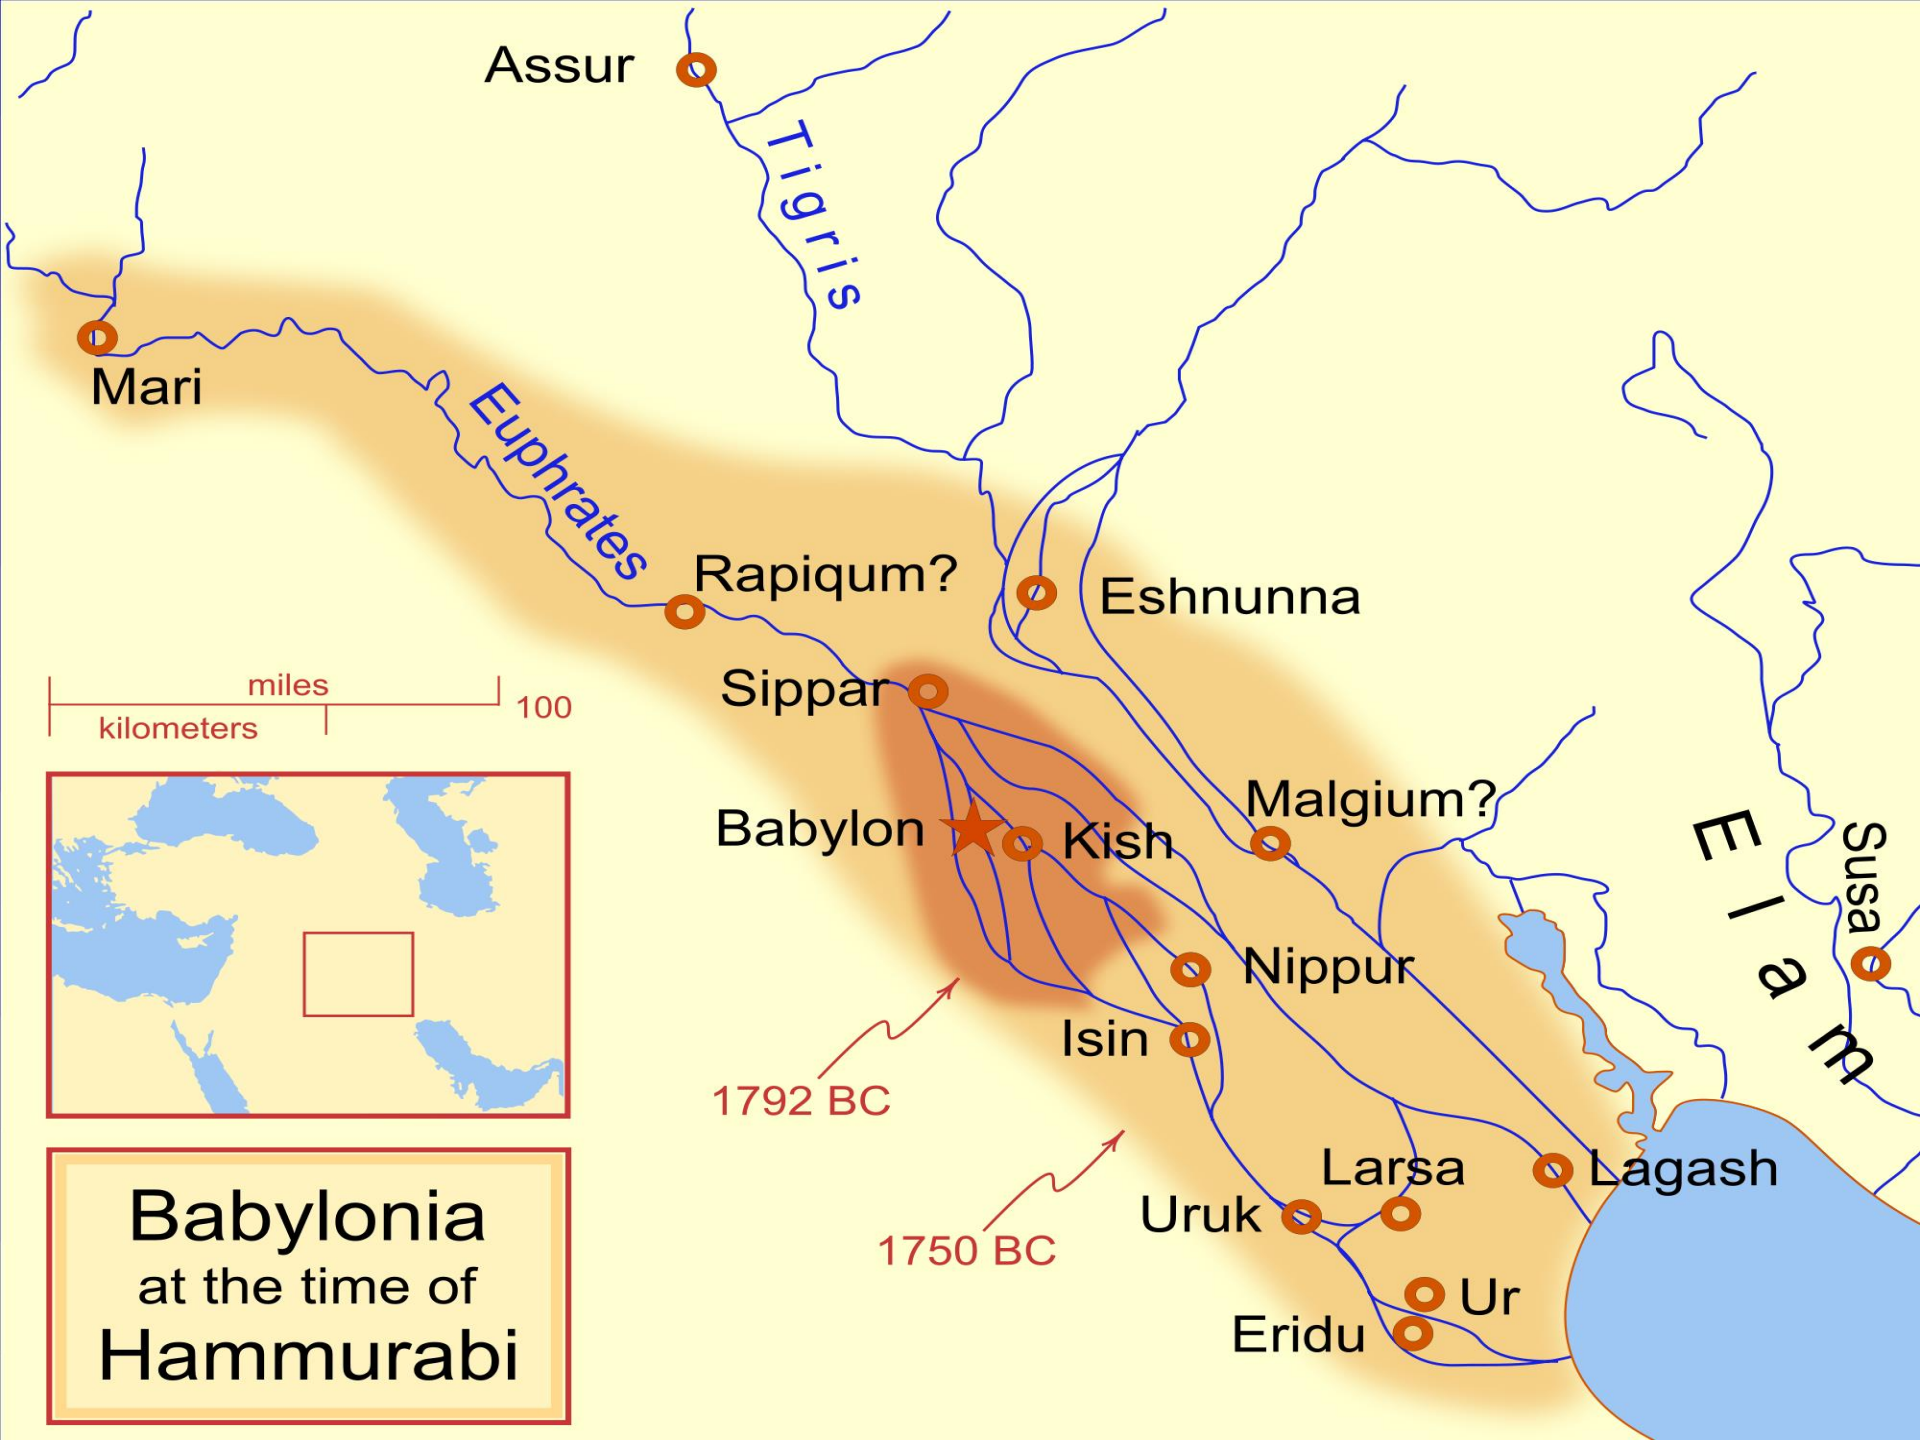 Assur
Tigris
Mari
Euphrates
Rapiqum?
Eshnunna
Sippar
miles
kilometers
100
Babylon
Kish
Malgium?
Elam
Susa
Nippur
Isin
1792 BC
1750 BC
Larsa
Lagash
Uruk
Ur
Eridu
Babylonia
at the time of
Hammurabi